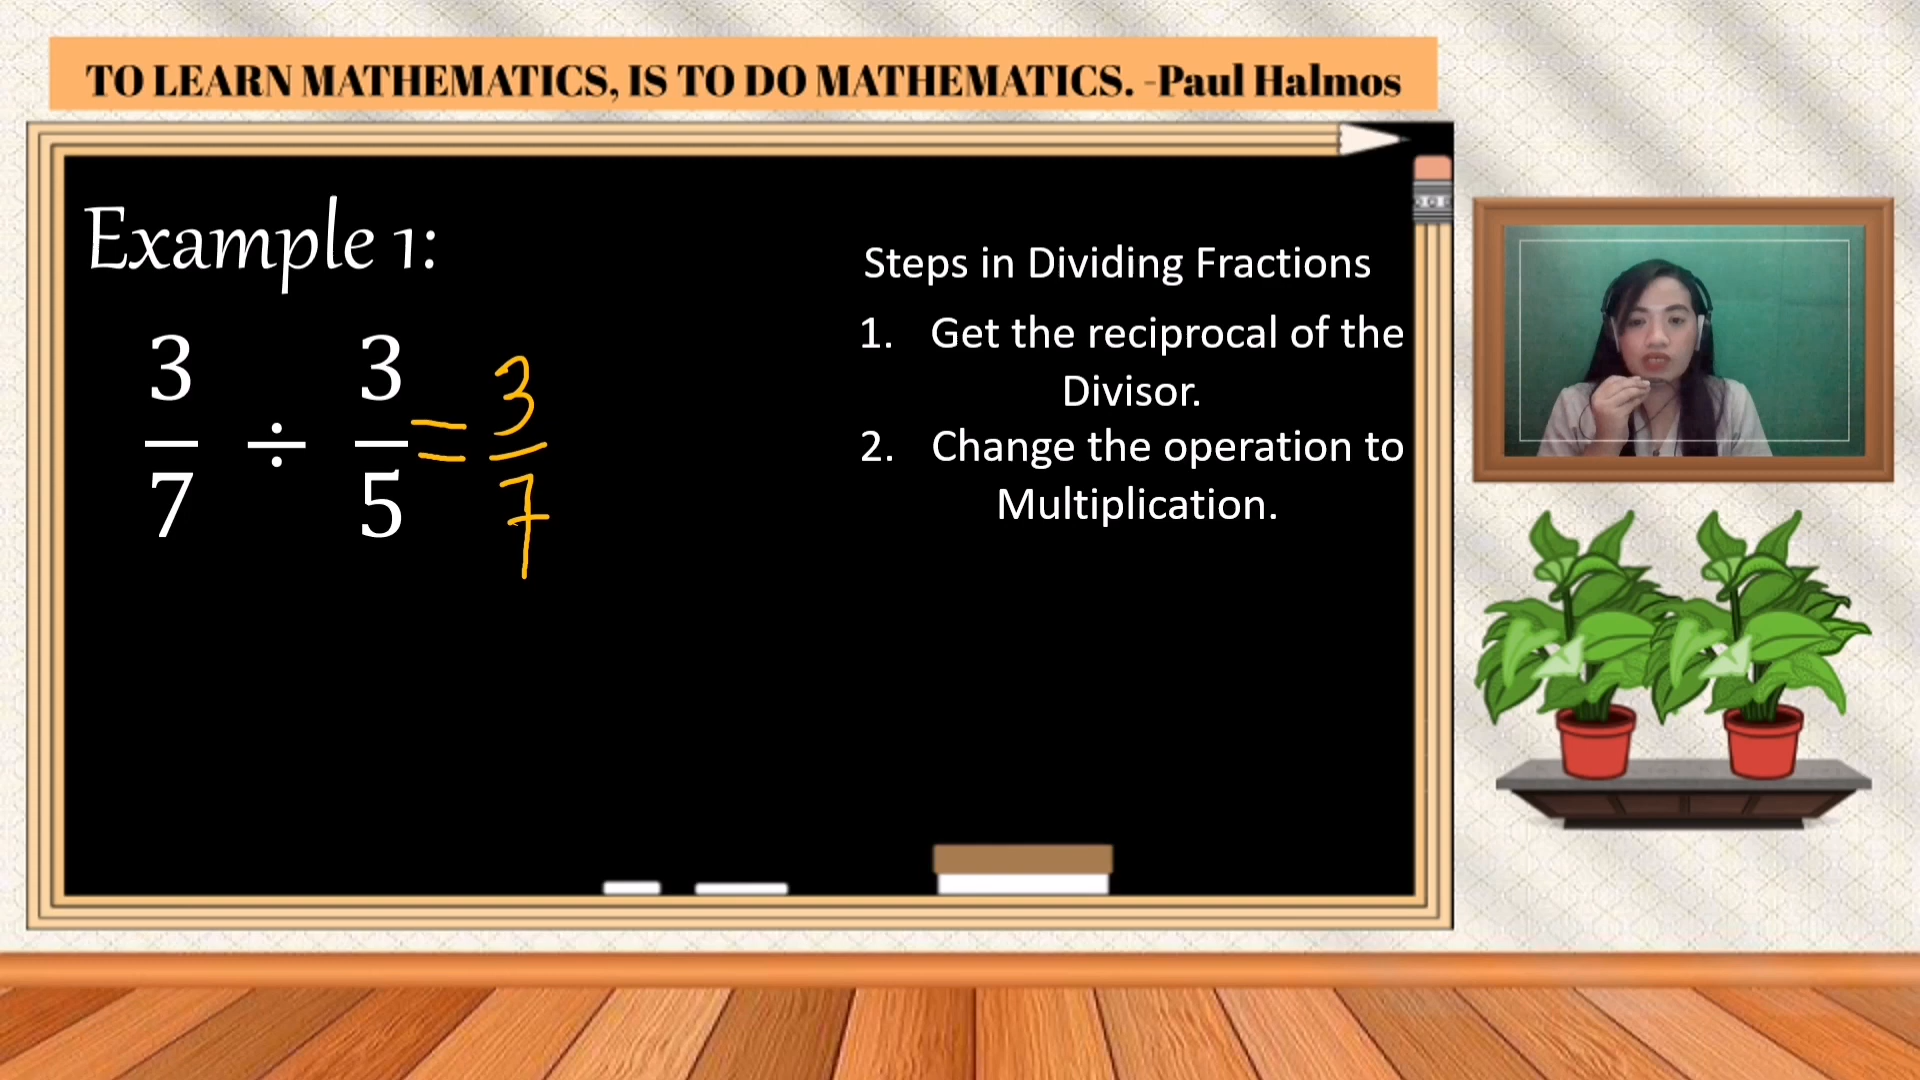 TO LEARN MATHEMATICS, IS TO DO MATHEMATICS. -Paul Halmos
Example 1:
3/7 ÷ 3/5 = 3/7
Steps in Dividing Fractions
1. Get the reciprocal of the
Divisor.
2. Change the operation to
Multiplication.